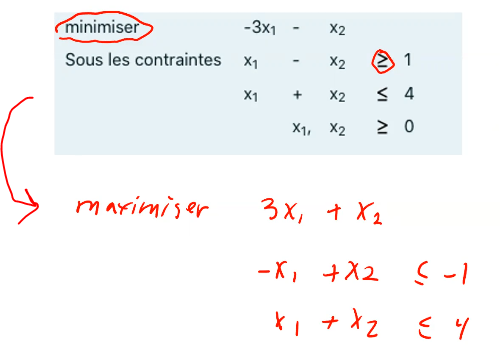 minimiser -3x₁ - x₂
Sous les contraintes x₁ - x₂ ≥ 1
x₁ + x₂ ≤ 4
x₁, x₂ ≥ 0
maximiser 3x₁ + x₂
-x₁ + x₂ ≤ -1
x₁ + x₂ ≤ 4